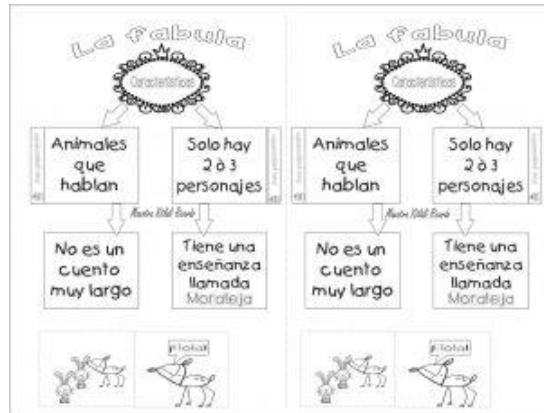 La fabula
Características
Animales
que
hablan
Solo hay
2 ò 3
personajes
No es un
cuento
muy largo
Tiene una
enseñanza
llamada
Moraleja
¡Hola!
La fabula
Características
Animales
que
hablan
Solo hay
2 ò 3
personajes
No es un
cuento
muy largo
Tiene una
enseñanza
llamada
Moraleja
¡Hola!